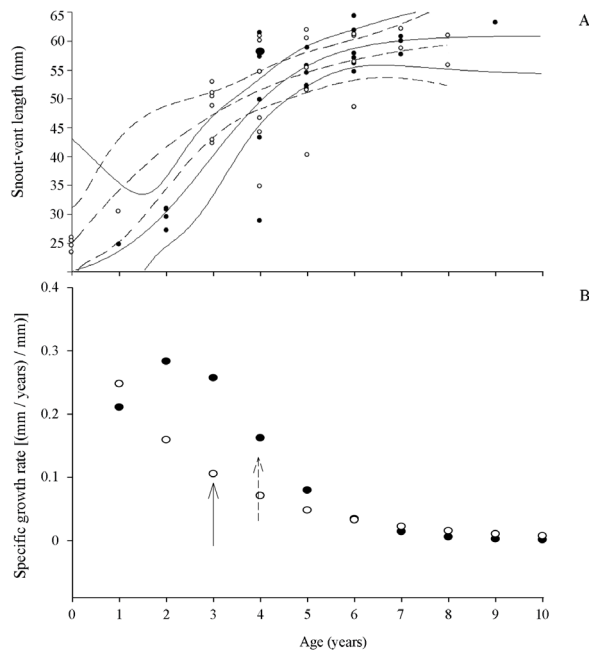 A
65
60
55
50
45
40
35
30
25
Snout-vent length (mm)
B
0.4
0.3
0.2
0.1
0
Specific growth rate [(mm / years) / mm)]
0 1 2 3 4 5 6 7 8 9 10
Age (years)